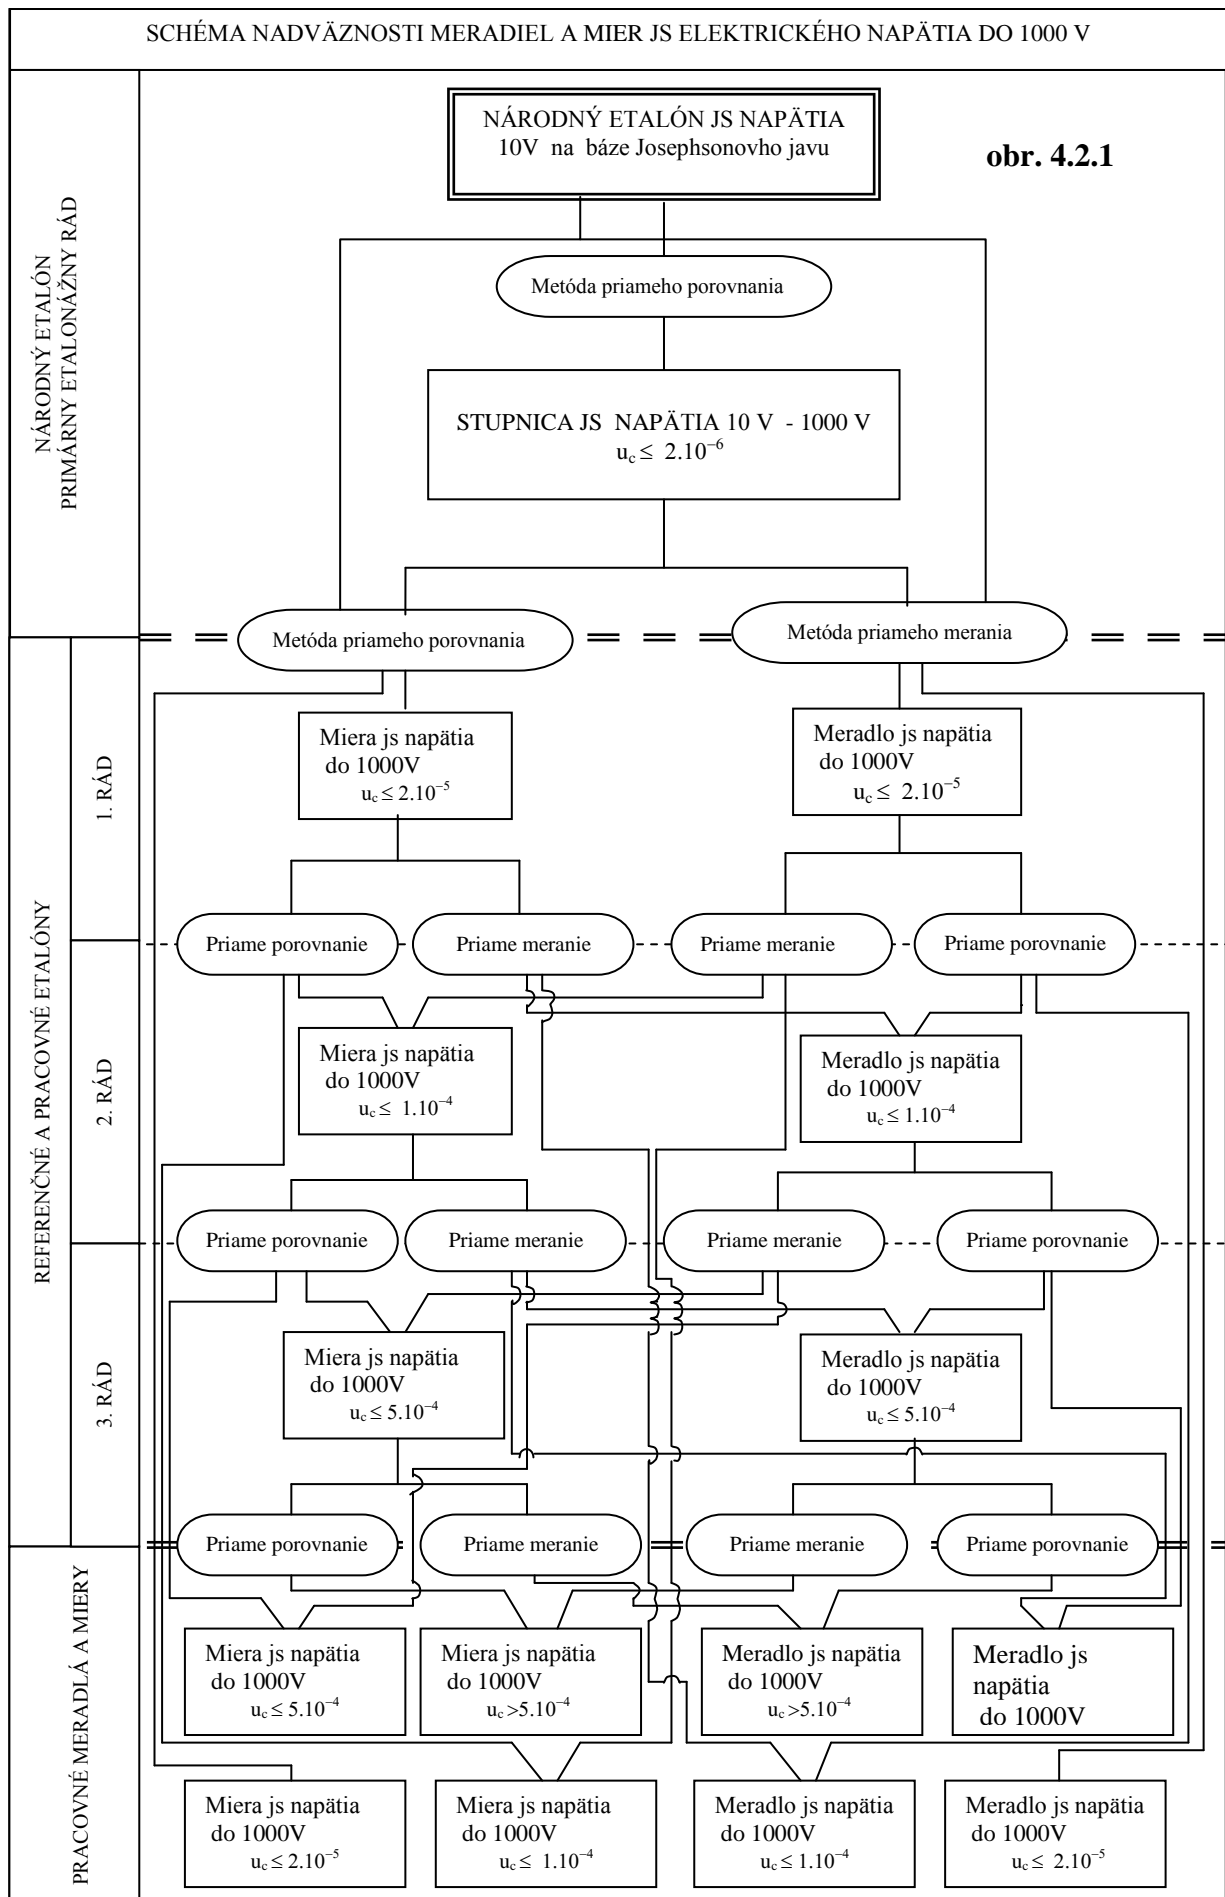 SCHÉMA NADVÄZNOSTI MERADIEL A MIER JS ELEKTRICKÉHO NAPÄTIA DO 1000 V
NÁRODNÝ ETALÓN
PRIMÁRNY ETALONÁŽNY RÁD
NÁRODNÝ ETALÓN JS NAPÄTIA
10V na báze Josephsonovho javu
obr. 4.2.1
Metóda priameho porovnania
STUPNICA JS NAPÄTIA 10 V - 1000 V
u_c ≤ 2.10⁻⁶
Metóda priameho porovnania
Metóda priameho merania
REFERENČNÉ A PRACOVNÉ ETALÓNY
1. RÁD
Miera js napätia
do 1000V
u_c ≤ 2.10⁻⁵
Meradlo js napätia
do 1000V
u_c ≤ 2.10⁻⁵
Priame porovnanie
Priame meranie
Priame meranie
Priame porovnanie
2. RÁD
Miera js napätia
do 1000V
u_c ≤ 1.10⁻⁴
Meradlo js napätia
do 1000V
u_c ≤ 1.10⁻⁴
Priame porovnanie
Priame meranie
Priame meranie
Priame porovnanie
3. RÁD
Miera js napätia
do 1000V
u_c ≤ 5.10⁻⁴
Meradlo js napätia
do 1000V
u_c ≤ 5.10⁻⁴
Priame porovnanie
Priame meranie
Priame meranie
Priame porovnanie
PRACOVNÉ MERADLÁ A MIERY
Miera js napätia
do 1000V
u_c ≤ 5.10⁻⁴
Miera js napätia
do 1000V
u_c >5.10⁻⁴
Meradlo js napätia
do 1000V
u_c >5.10⁻⁴
Meradlo js
napätia
do 1000V
Miera js napätia
do 1000V
u_c ≤ 2.10⁻⁵
Miera js napätia
do 1000V
u_c ≤ 1.10⁻⁴
Meradlo js napätia
do 1000V
u_c ≤ 1.10⁻⁴
Meradlo js napätia
do 1000V
u_c ≤ 2.10⁻⁵